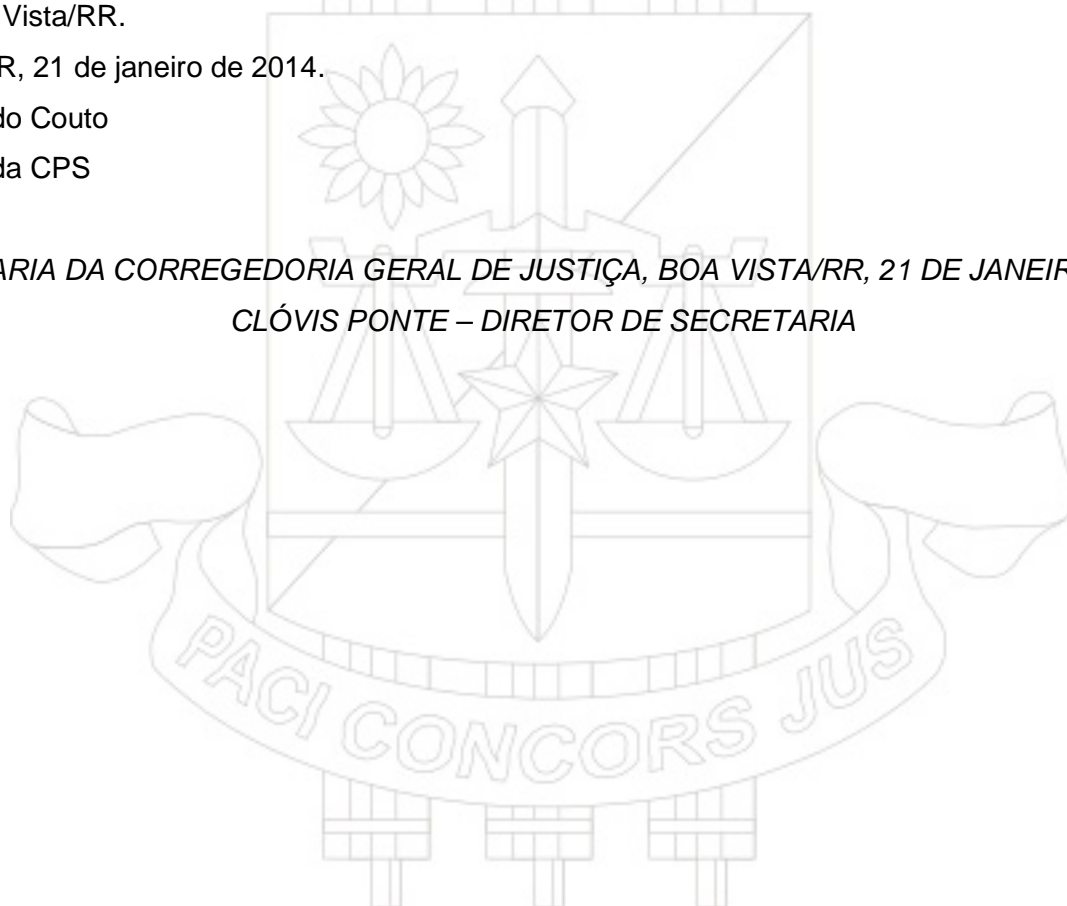 Vista/RR.
R, 21 de janeiro de 2014.
do Couto
da CPS
ARIA DA CORREGEDORIA GERAL DE JUSTIÇA, BOA VISTA/RR, 21 DE JANEIR
CLÓVIS PONTE – DIRETOR DE SECRETARIA
PACI CONCORS JUS